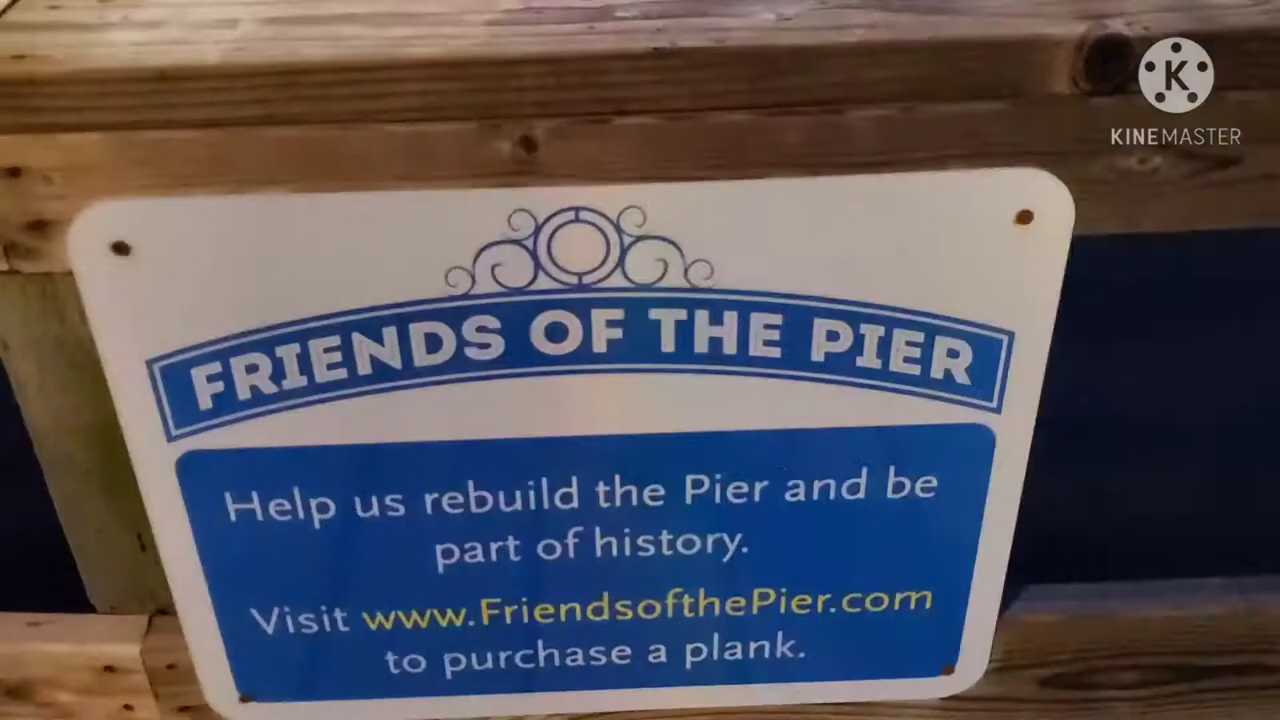 K
KINEMASTER
FRIENDS OF THE PIER
Help us rebuild the Pier and be
part of history.
Visit www.FriendsofthePier.com
to purchase a plank.